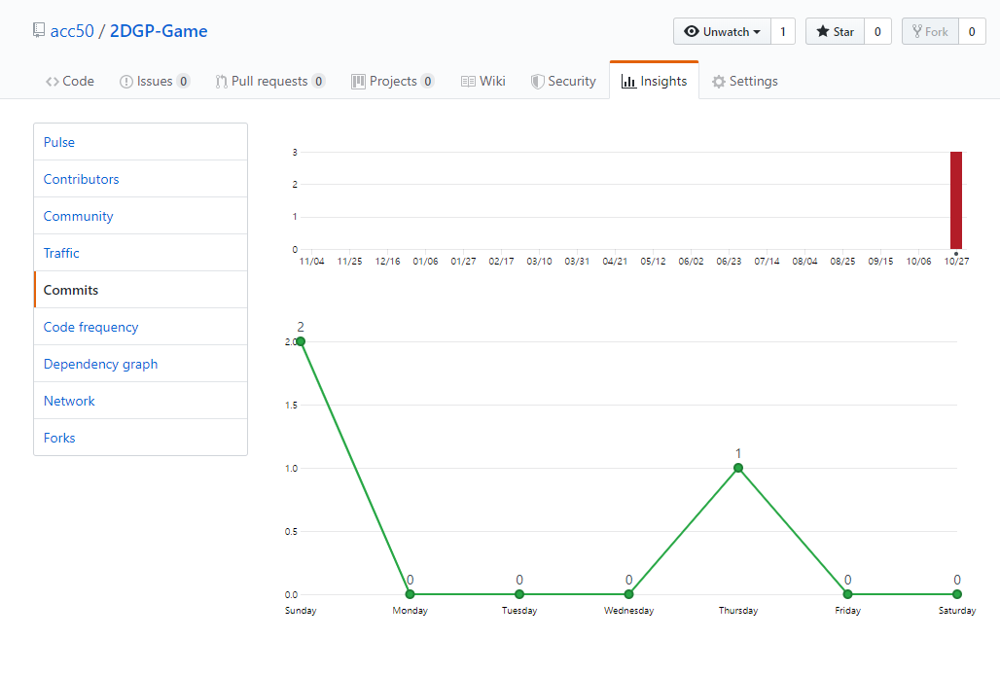 acc50 / 2DGP-Game
Unwatch 1 Star 0 Fork 0
Code Issues 0 Pull requests 0 Projects 0 Wiki Security Insights Settings
Pulse
Contributors
Community
Traffic
Commits
Code frequency
Dependency graph
Network
Forks
3
2
1
0
11/04 11/25 12/16 01/06 01/27 02/17 03/10 03/31 04/21 05/12 06/02 06/23 07/14 08/04 08/25 09/15 10/06 10/27
2
2.0
1
1.5
1.0
0.5
0 0 0 0 0
0.0
Sunday Monday Tuesday Wednesday Thursday Friday Saturday